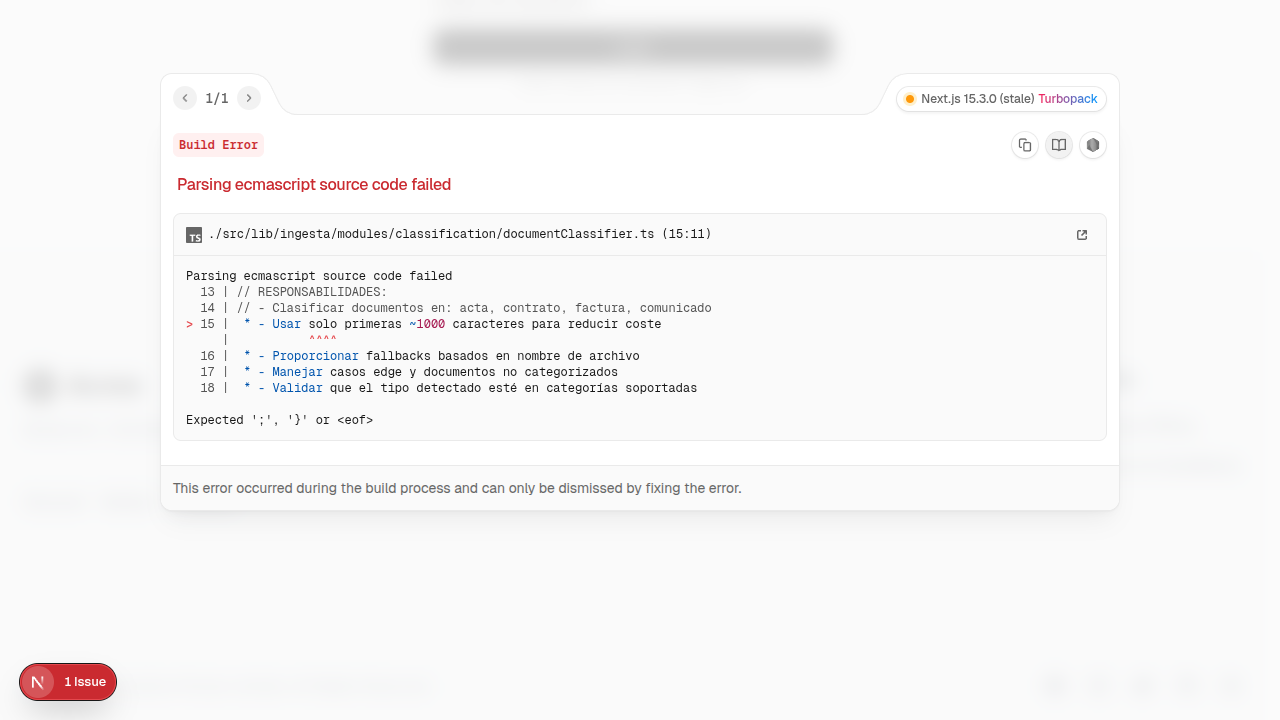 1/1
Next.js 15.3.0 (stale) Turbopack
Build Error
Parsing ecmascript source code failed
TS ./src/lib/ingesta/modules/classification/documentClassifier.ts (15:11)
Parsing ecmascript source code failed
  13 | // RESPONSABILIDADES:
  14 | // - Clasificar documentos en: acta, contrato, factura, comunicado
> 15 |  * - Usar solo primeras ~1000 caracteres para reducir coste
     |           ^^^^
  16 |  * - Proporcionar fallbacks basados en nombre de archivo
  17 |  * - Manejar casos edge y documentos no categorizados
  18 |  * - Validar que el tipo detectado esté en categorías soportadas
Expected ';', '}' or <eof>
This error occurred during the build process and can only be dismissed by fixing the error.
N 1 Issue